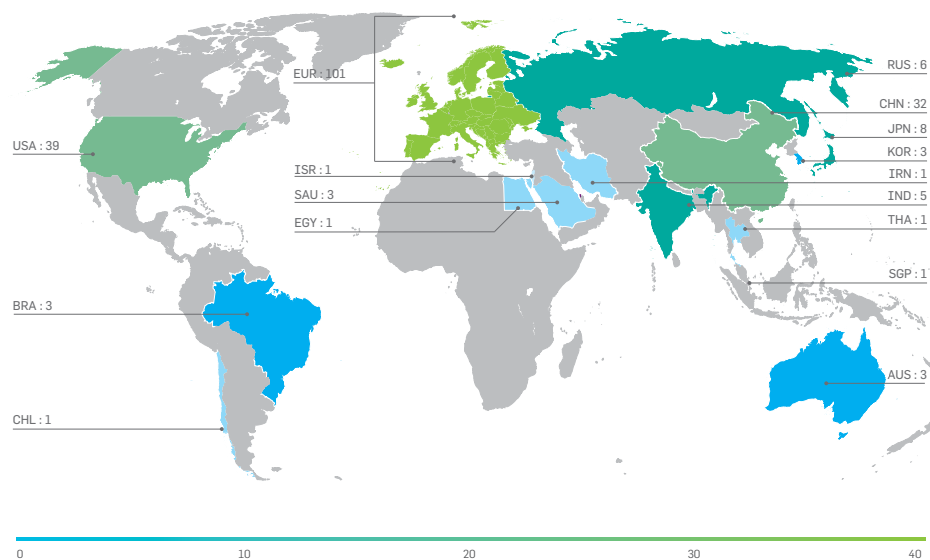 EUR : 101
RUS : 6
CHN : 32
JPN : 8
USA : 39
KOR : 3
ISR : 1
IRN : 1
SAU : 3
IND : 5
EGY : 1
THA : 1
SGP : 1
BRA : 3
AUS : 3
CHL : 1
0 10 20 30 40